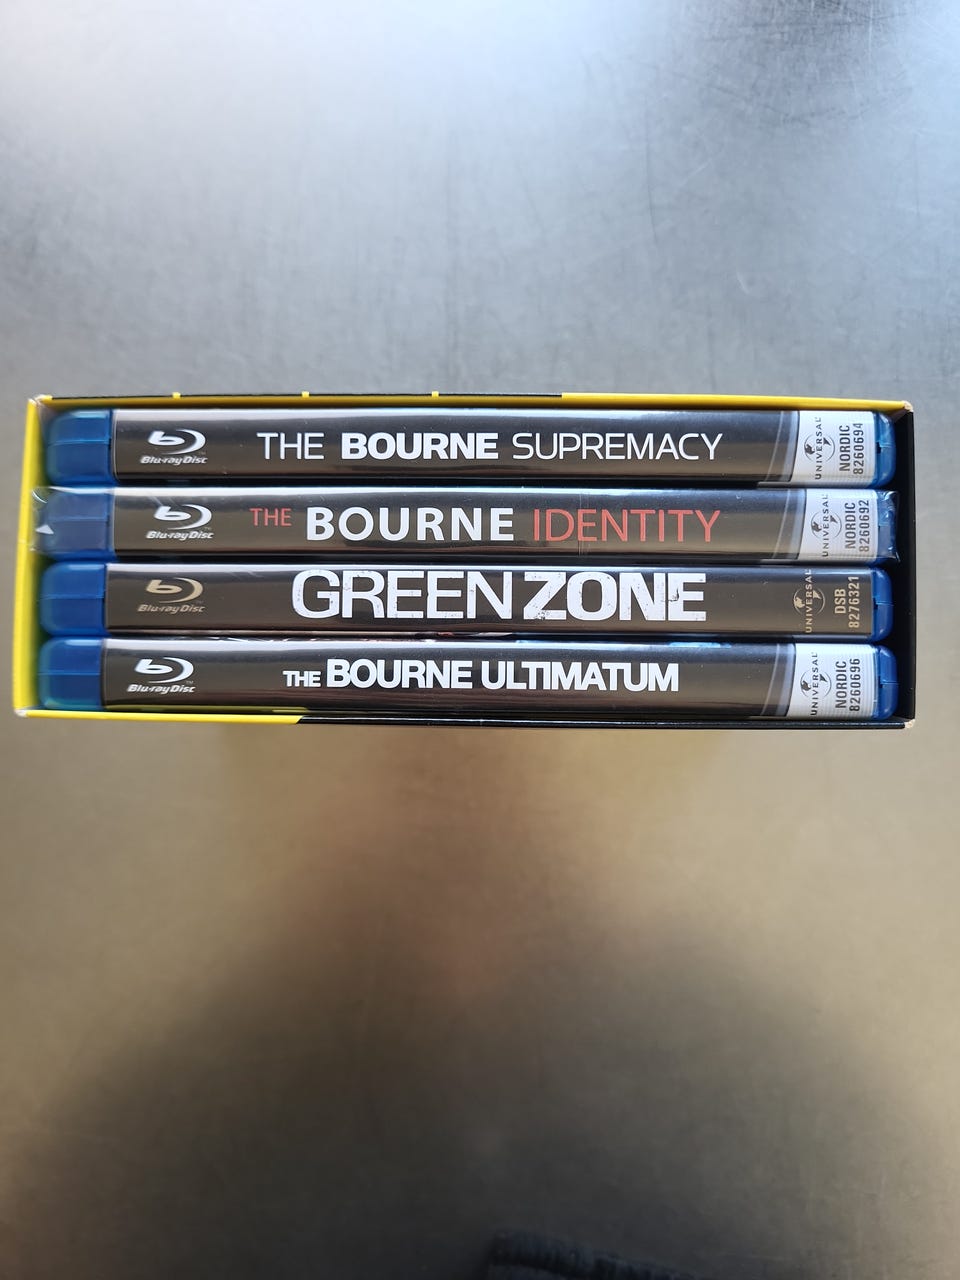 Blu-ray Disc
THE BOURNE SUPREMACY
UNIVERSAL
NORDIC
8260694
Blu-ray Disc
THE BOURNE IDENTITY
UNIVERSAL
NORDIC
8260692
Blu-ray Disc
GREEN ZONE
UNIVERSAL
DSB
8276321
Blu-ray Disc
THE BOURNE ULTIMATUM
UNIVERSAL
NORDIC
8260696